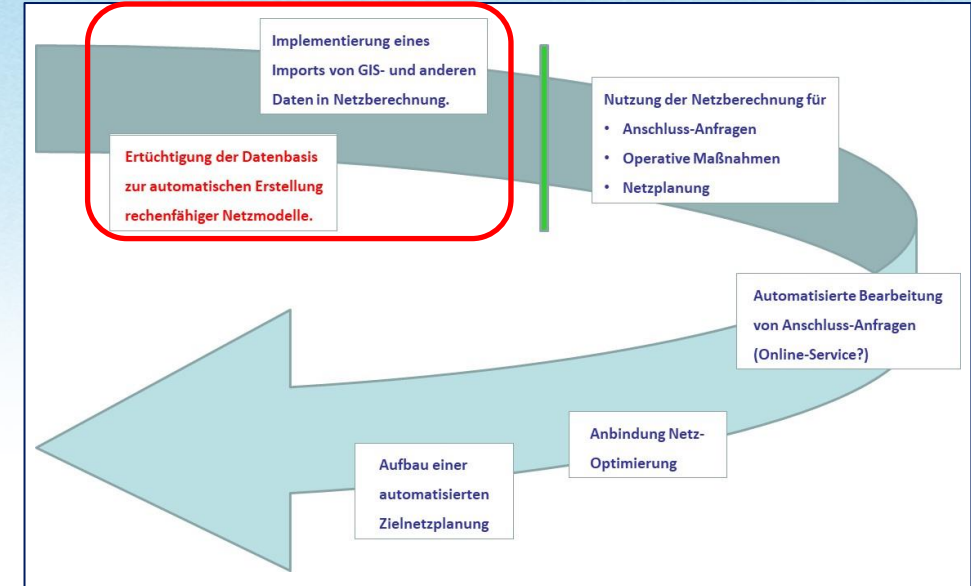 Implementierung eines
Imports von GIS- und anderen
Daten in Netzberechnung.
Ertüchtigung der Datenbasis
zur automatischen Erstellung
rechenfähiger Netzmodelle.
Nutzung der Netzberechnung für
• Anschluss-Anfragen
• Operative Maßnahmen
• Netzplanung
Automatisierte Bearbeitung
von Anschluss-Anfragen
(Online-Service?)
Anbindung Netz-
Optimierung
Aufbau einer
automatisierten
Zielnetzplanung